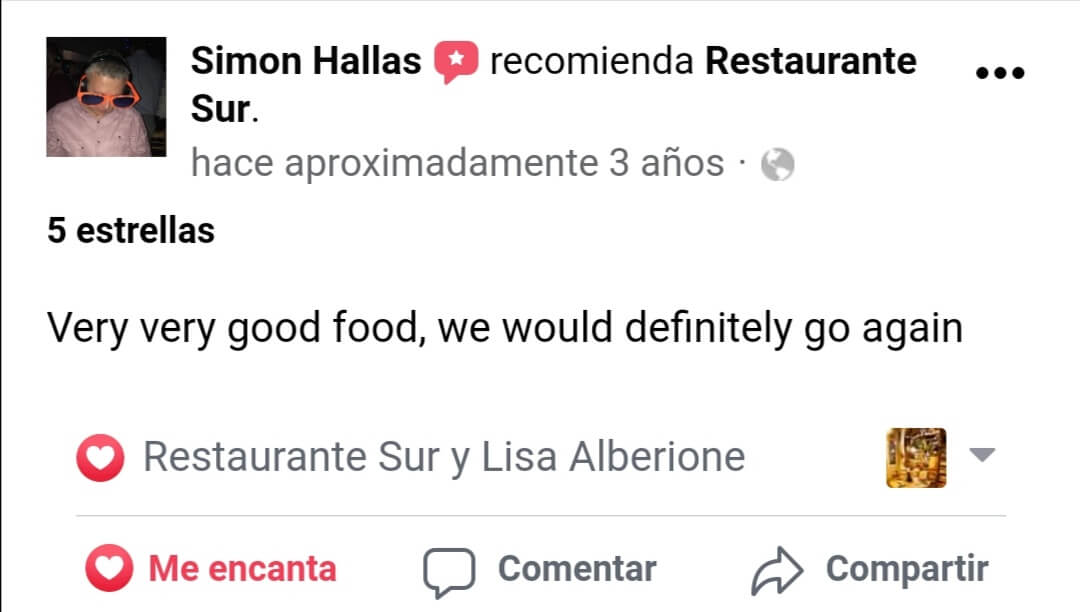 Simon Hallas recomienda Restaurante
Sur.
hace aproximadamente 3 años ·
5 estrellas
Very very good food, we would definitely go again
Restaurante Sur y Lisa Alberione
Me encanta Comentar Compartir